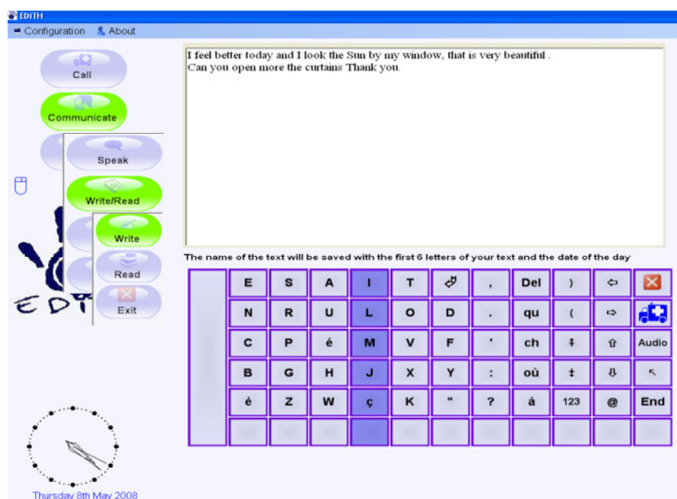 EDITH
Configuration About
Call
Communicate
Speak
Write/Read
Write
Read
Exit
EDIT
I feel better today and I look the Sun by my window, that is very beautiful .
Can you open more the curtains Thank you
The name of the text will be saved with the first 6 letters of your text and the date of the day
E S A I T , Del )
N R U L O D . qu (
C P é M V F ' ch Audio
B G H J X Y : où
è Z W ç K " ? à 123 @ End
Thursday 8th May 2008